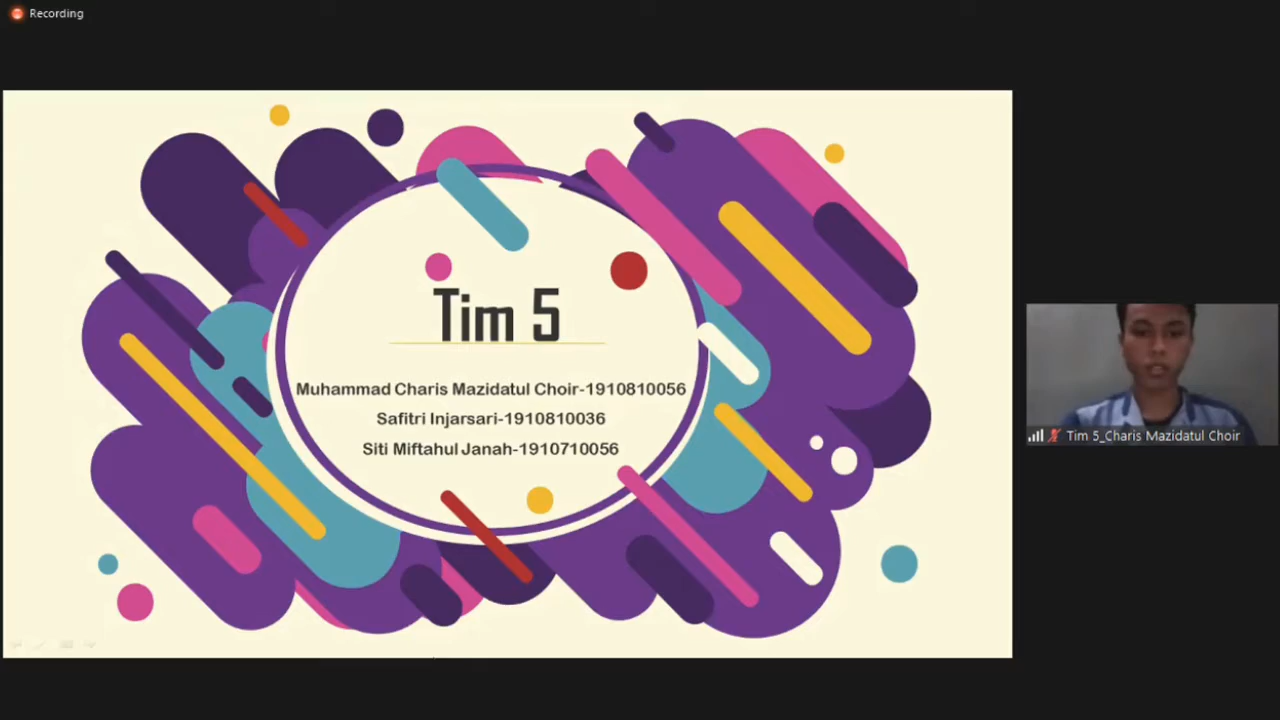 Recording
Tim 5
Muhammad Charis Mazidatul Choir-1910810056
Safitri Injarsari-1910810036
Siti Miftahul Janah-1910710056
Tim 5_Charis Mazidatul Choir